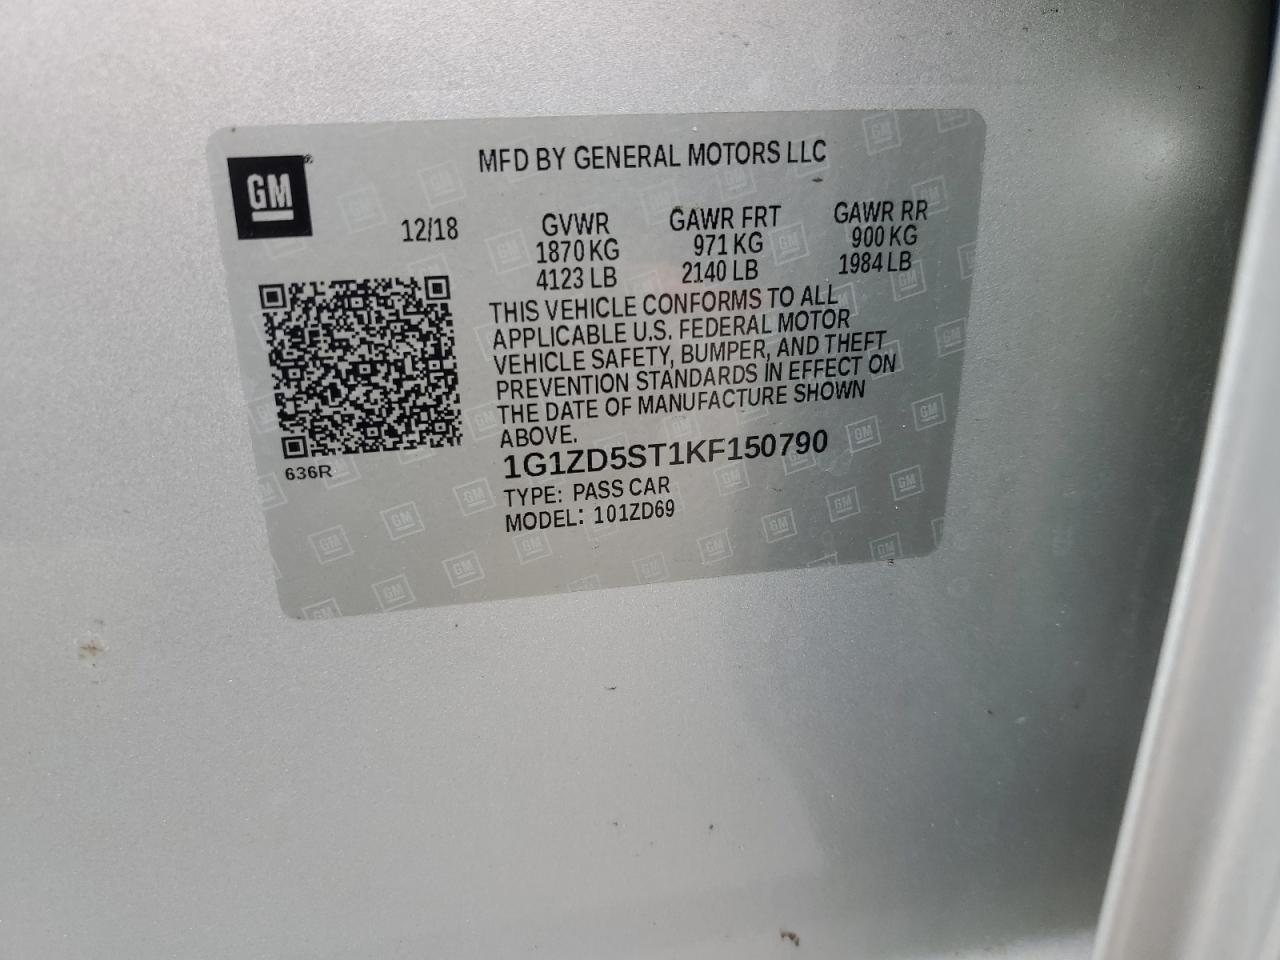 GM
MFD BY GENERAL MOTORS LLC
12/18
GVWR
1870 KG
4123 LB
GAWR FRT
971 KG
2140 LB
GAWR RR
900 KG
1984 LB
THIS VEHICLE CONFORMS TO ALL
APPLICABLE U.S. FEDERAL MOTOR
VEHICLE SAFETY, BUMPER, AND THEFT
PREVENTION STANDARDS IN EFFECT ON
THE DATE OF MANUFACTURE SHOWN
ABOVE.
636R
1G1ZD5ST1KF150790
TYPE: PASS CAR
MODEL: 101ZD69